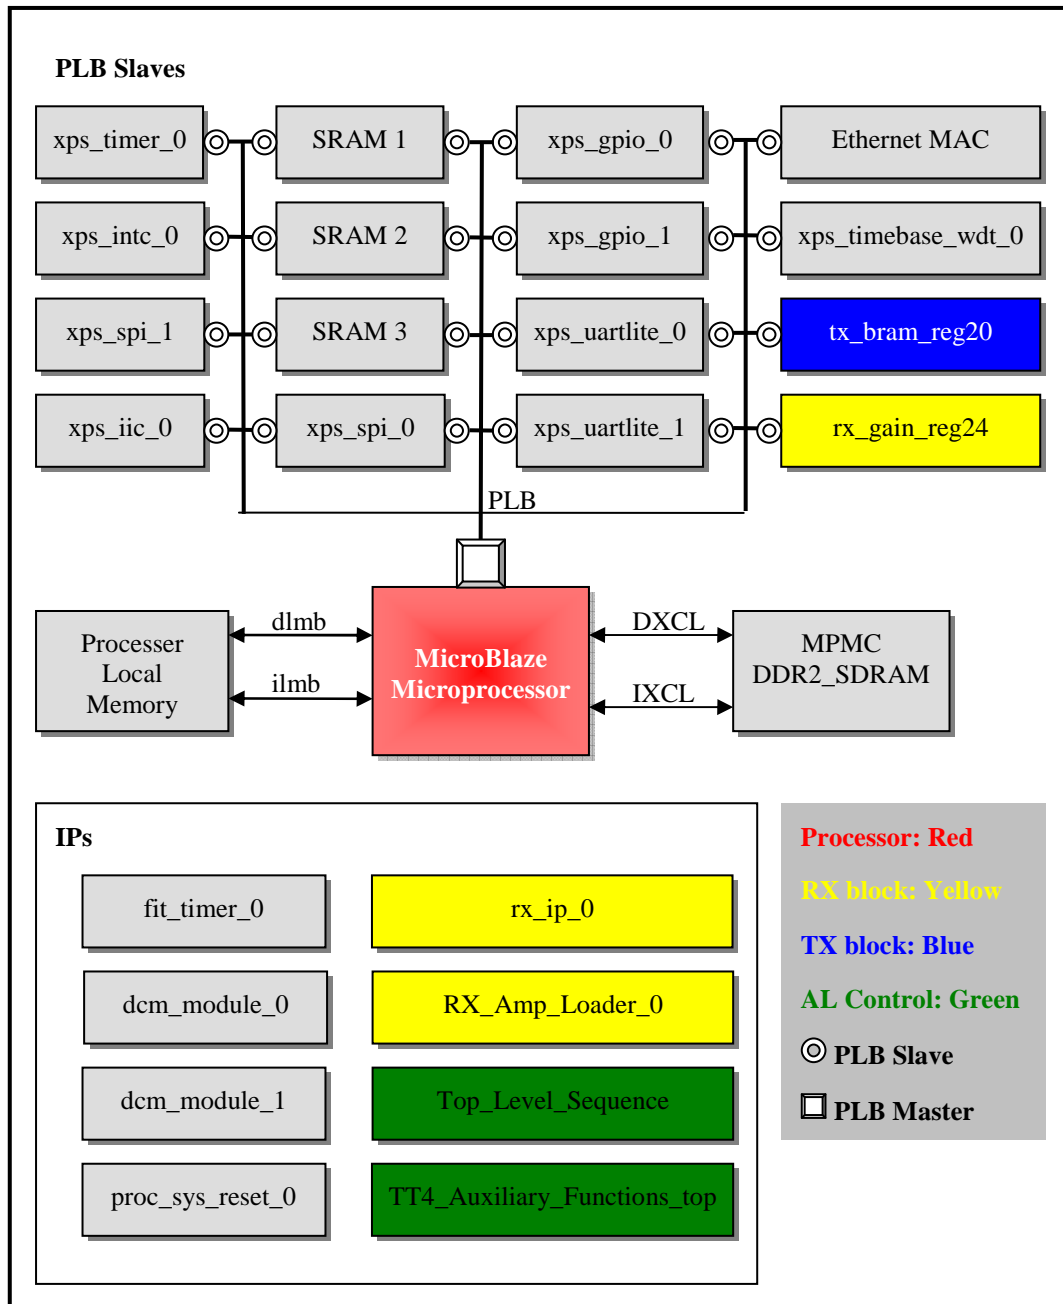 PLB Slaves
xps_timer_0
SRAM 1
xps_gpio_0
Ethernet MAC
xps_intc_0
SRAM 2
xps_gpio_1
xps_timebase_wdt_0
xps_spi_1
SRAM 3
xps_uartlite_0
tx_bram_reg20
xps_iic_0
xps_spi_0
xps_uartlite_1
rx_gain_reg24
PLB
dlmb
ilmb
Processer
Local
Memory
MicroBlaze
Microprocessor
DXCL
IXCL
MPMC
DDR2_SDRAM
IPs
fit_timer_0
rx_ip_0
dcm_module_0
RX_Amp_Loader_0
dcm_module_1
Top_Level_Sequence
proc_sys_reset_0
TT4_Auxiliary_Functions_top
Processor: Red
RX block: Yellow
TX block: Blue
AL Control: Green
PLB Slave
PLB Master